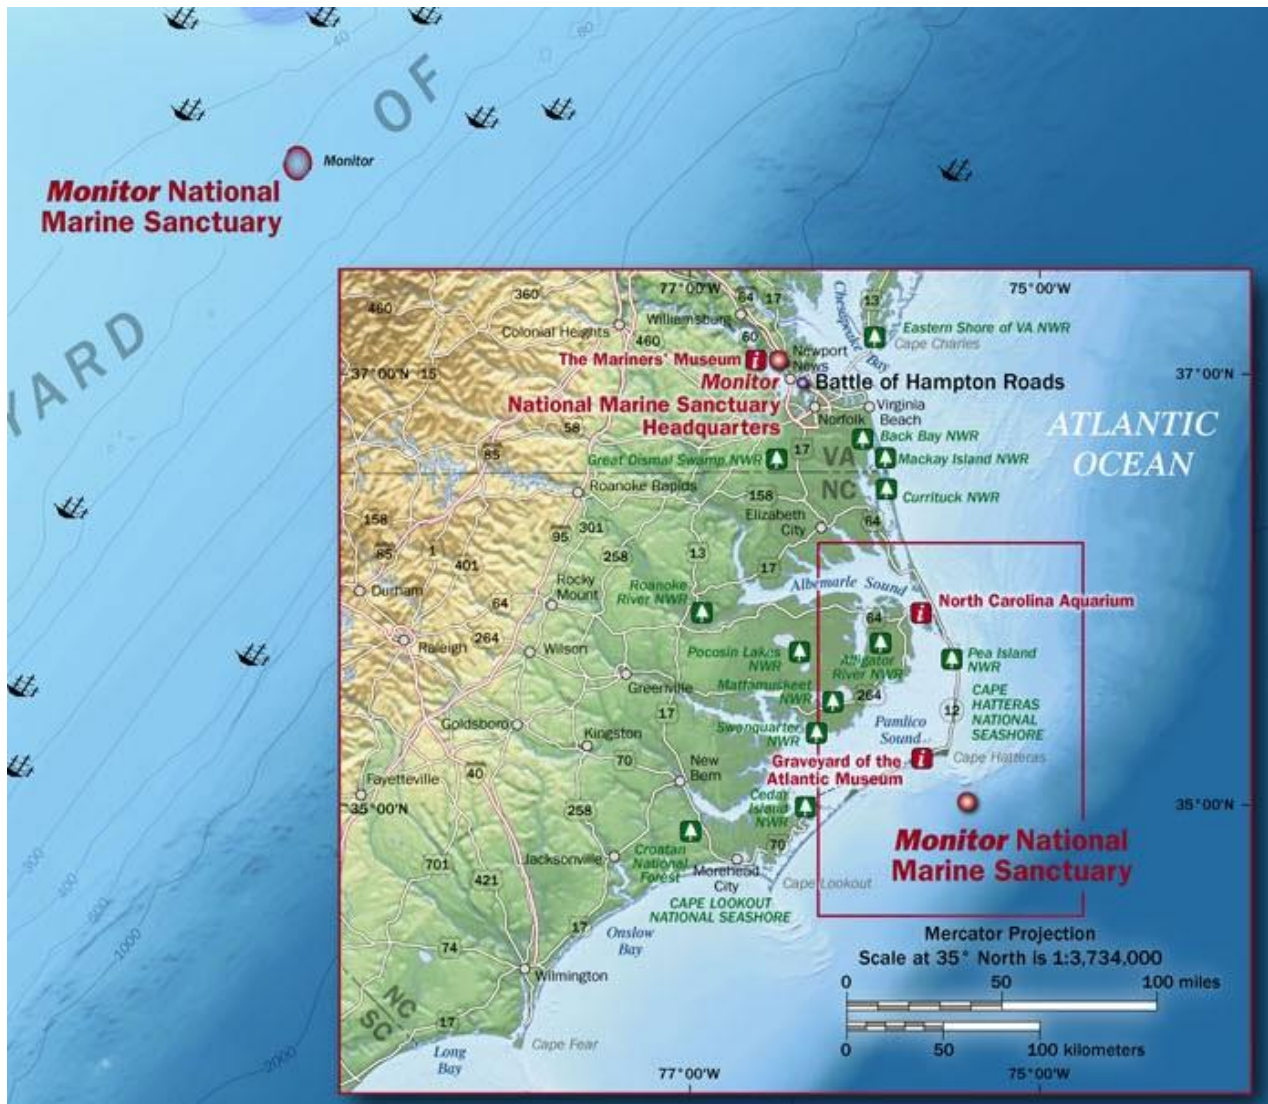 40
80
OF
Monitor
Monitor National
Marine Sanctuary
YARD
300
400
1000
2000
77°00'W
75°00'W
360
64
17
13
460
Williamsburg
Chesapeake Bay
Colonial Heights
460
60
Eastern Shore of VA NWR
Cape Charles
The Mariners' Museum
i
Newport
News
37°00'N
15
37°00'N
Monitor
National Marine Sanctuary
Headquarters
Battle of Hampton Roads
Norfolk
Virginia
Beach
ATLANTIC
OCEAN
58
85
Great Dismal Swamp NWR
17
VA
NC
Back Bay NWR
Mackay Island NWR
Currituck NWR
Roanoke Rapids
158
Elizabeth
City
64
158
85
1
401
95
301
258
13
17
Albemarle Sound
Durham
Rocky
Mount
Roanoke
River NWR
64
64
i
North Carolina Aquarium
Raleigh
264
Wilson
Pocosin Lakes
NWR
Alligator
River NWR
Pea Island
NWR
Greenville
Mattamuskeet
NWR
264
12
CAPE
HATTERAS
NATIONAL
SEASHORE
Goldsboro
17
Kingston
Swanquarter
NWR
Pamlico
Sound
70
40
New
Bern
Graveyard of the
Atlantic Museum
i
Cape Hatteras
Fayetteville
35°00'N
258
Cedar
Island
NWR
35°00'N
Monitor National
Marine Sanctuary
701
421
Jacksonville
Croatan
National
Forest
70
Morehead
City
Cape Lookout
CAPE LOOKOUT
NATIONAL SEASHORE
17
Onslow
Bay
74
Wilmington
NC
SC
17
Long
Bay
Cape Fear
Mercator Projection
Scale at 35° North is 1:3,734,000
0 50 100 miles
0 50 100 kilometers
77°00'W
75°00'W